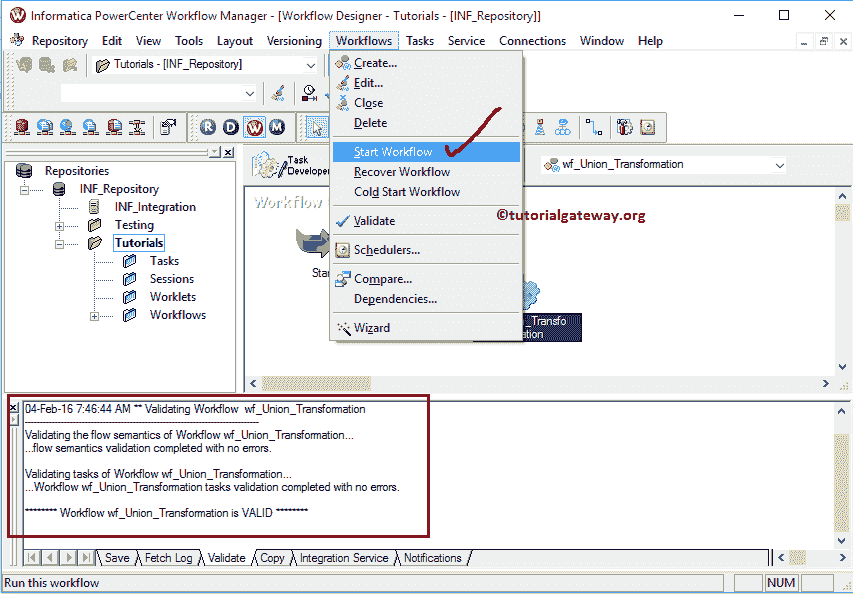 Informatica PowerCenter Workflow Manager - [Workflow Designer - Tutorials - [INF_Repository]]
Repository Edit View Tools Layout Versioning Workflows Tasks Service Connections Window Help
Tutorials - [INF_Repository]
Create...
Edit...
Close
Delete
Start Workflow
Recover Workflow
Cold Start Workflow
Validate
Schedulers...
Compare...
Dependencies...
Wizard
R D W M
Task
Developer
wf_Union_Transformation
Repositories
INF_Repository
INF_Integration
Testing
Tutorials
Tasks
Sessions
Worklets
Workflows
Workflow
©tutorialgateway.org
Star
_Transfo
ation
04-Feb-16 7:46:44 AM ** Validating Workflow wf_Union_Transformation
Validating the flow semantics of Workflow wf_Union_Transformation...
...flow semantics validation completed with no errors.
Validating tasks of Workflow wf_Union_Transformation...
...Workflow wf_Union_Transformation tasks validation completed with no errors.
******** Workflow wf_Union_Transformation is VALID ********
Save Fetch Log Validate Copy Integration Service Notifications
Run this workflow NUM